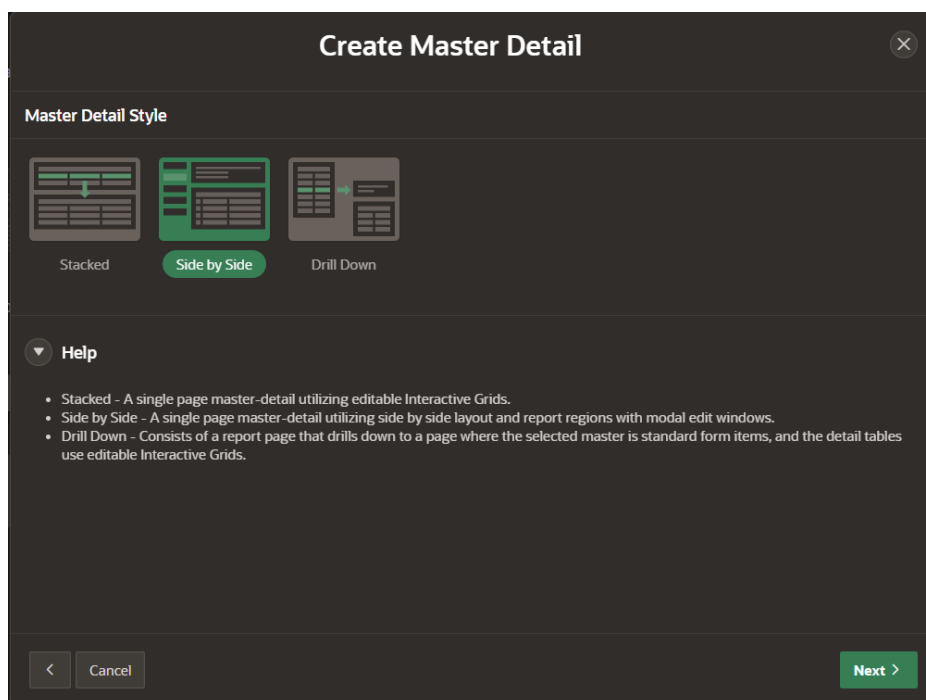 Create Master Detail
Master Detail Style
Stacked
Side by Side
Drill Down
Help
• Stacked - A single page master-detail utilizing editable Interactive Grids.
• Side by Side - A single page master-detail utilizing side by side layout and report regions with modal edit windows.
• Drill Down - Consists of a report page that drills down to a page where the selected master is standard form items, and the detail tables
use editable Interactive Grids.
Cancel
Next